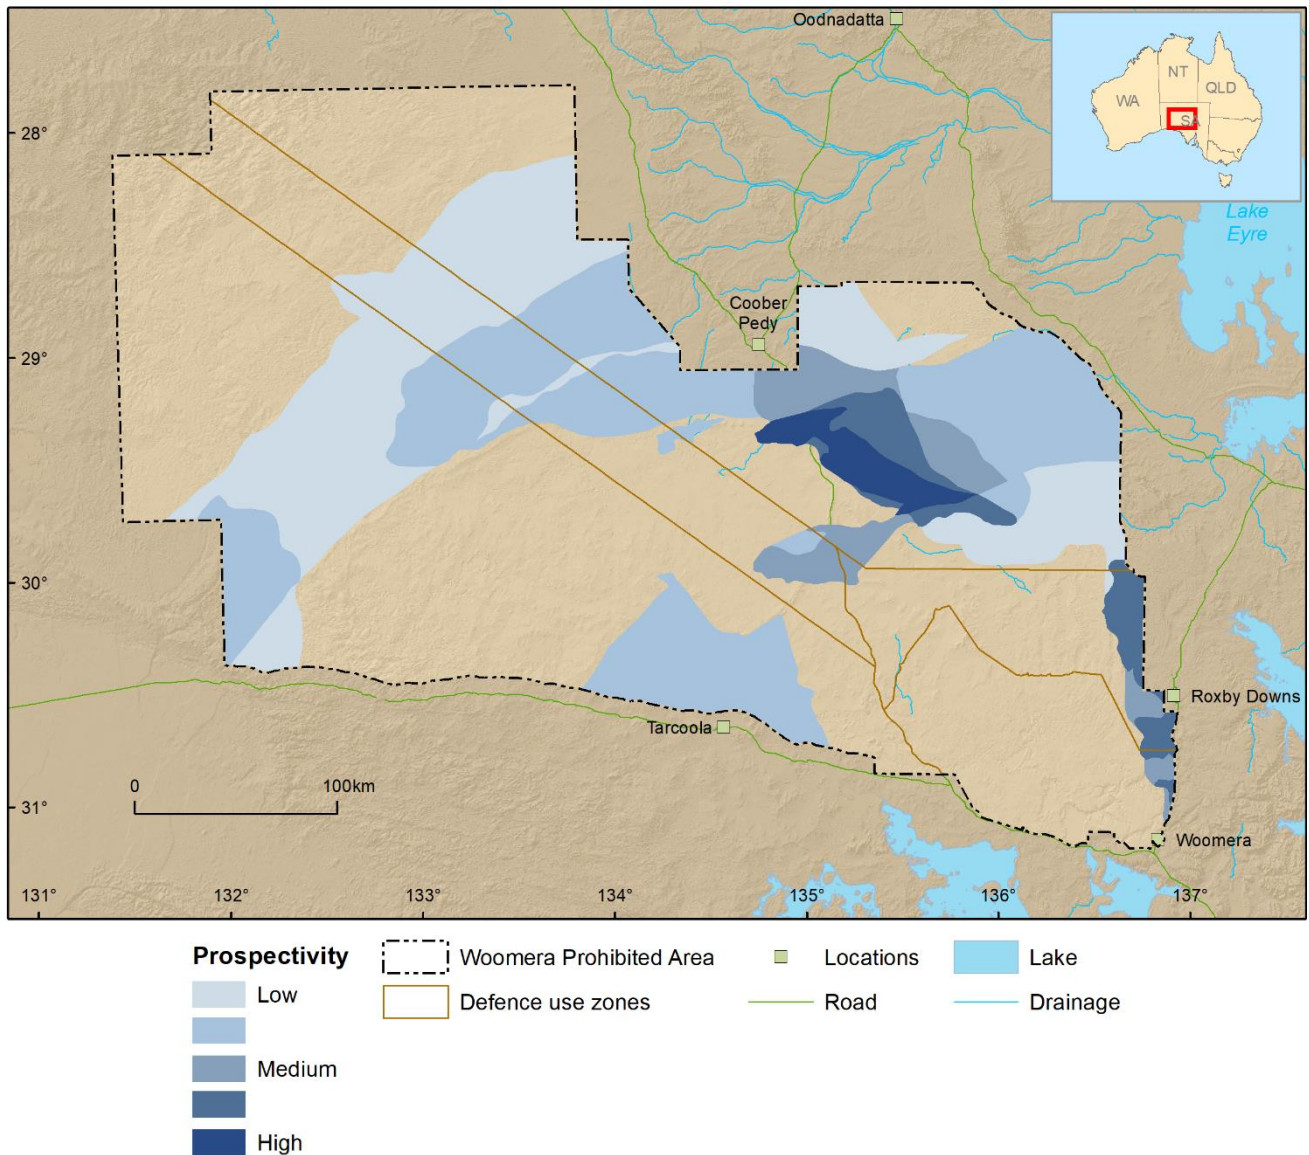 Oodnadatta
NT
QLD
WA
SA
Lake
Eyre
28°
Coober
Pedy
29°
30°
Roxby Downs
Tarcoola
0
100km
31°
Woomera
131°
132°
133°
134°
135°
136°
137°
Prospectivity
Low
Medium
High
Woomera Prohibited Area
Defence use zones
Locations
Road
Lake
Drainage